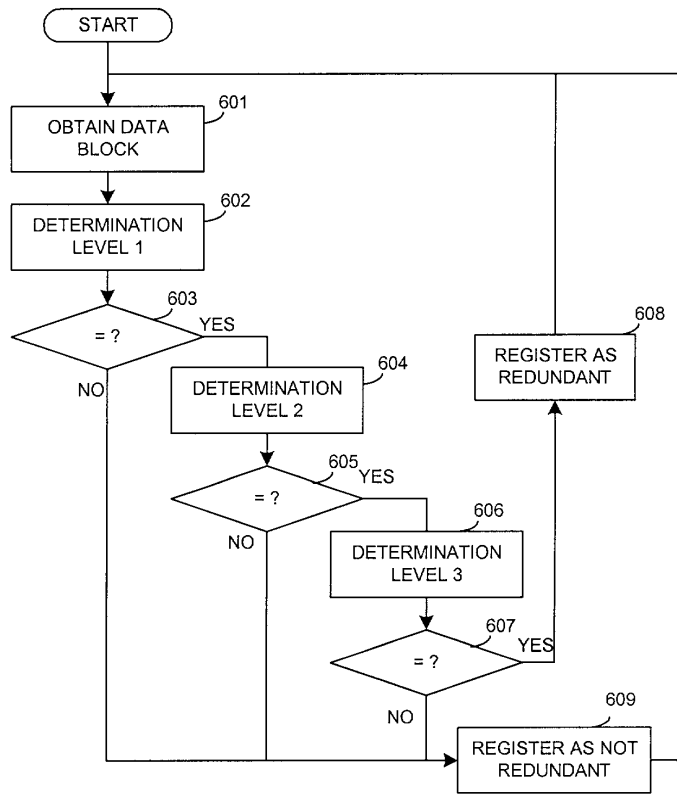 START
601
OBTAIN DATA
BLOCK
602
DETERMINATION
LEVEL 1
603
= ?
YES
NO
604
DETERMINATION
LEVEL 2
605
= ?
YES
NO
606
DETERMINATION
LEVEL 3
607
= ?
YES
NO
608
REGISTER AS
REDUNDANT
609
REGISTER AS NOT
REDUNDANT